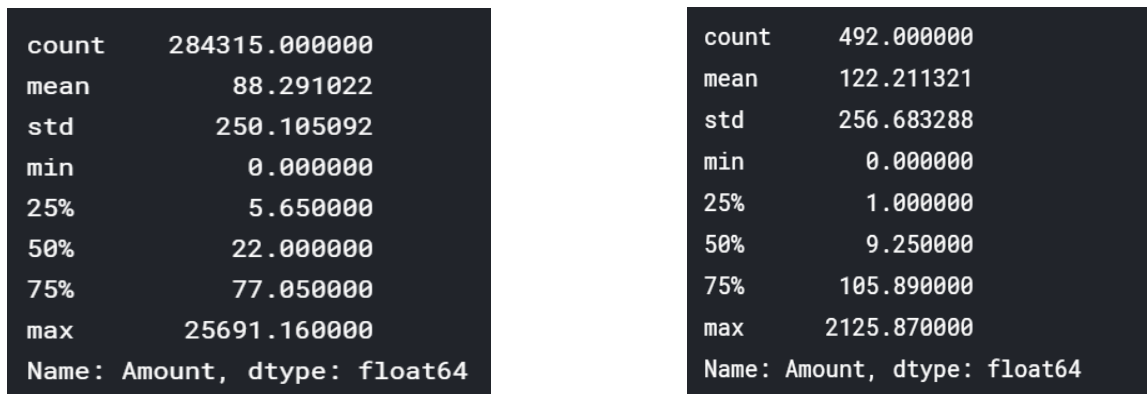 count 284315.000000
mean 88.291022
std 250.105092
min 0.000000
25% 5.650000
50% 22.000000
75% 77.050000
max 25691.160000
Name: Amount, dtype: float64
count 492.000000
mean 122.211321
std 256.683288
min 0.000000
25% 1.000000
50% 9.250000
75% 105.890000
max 2125.870000
Name: Amount, dtype: float64